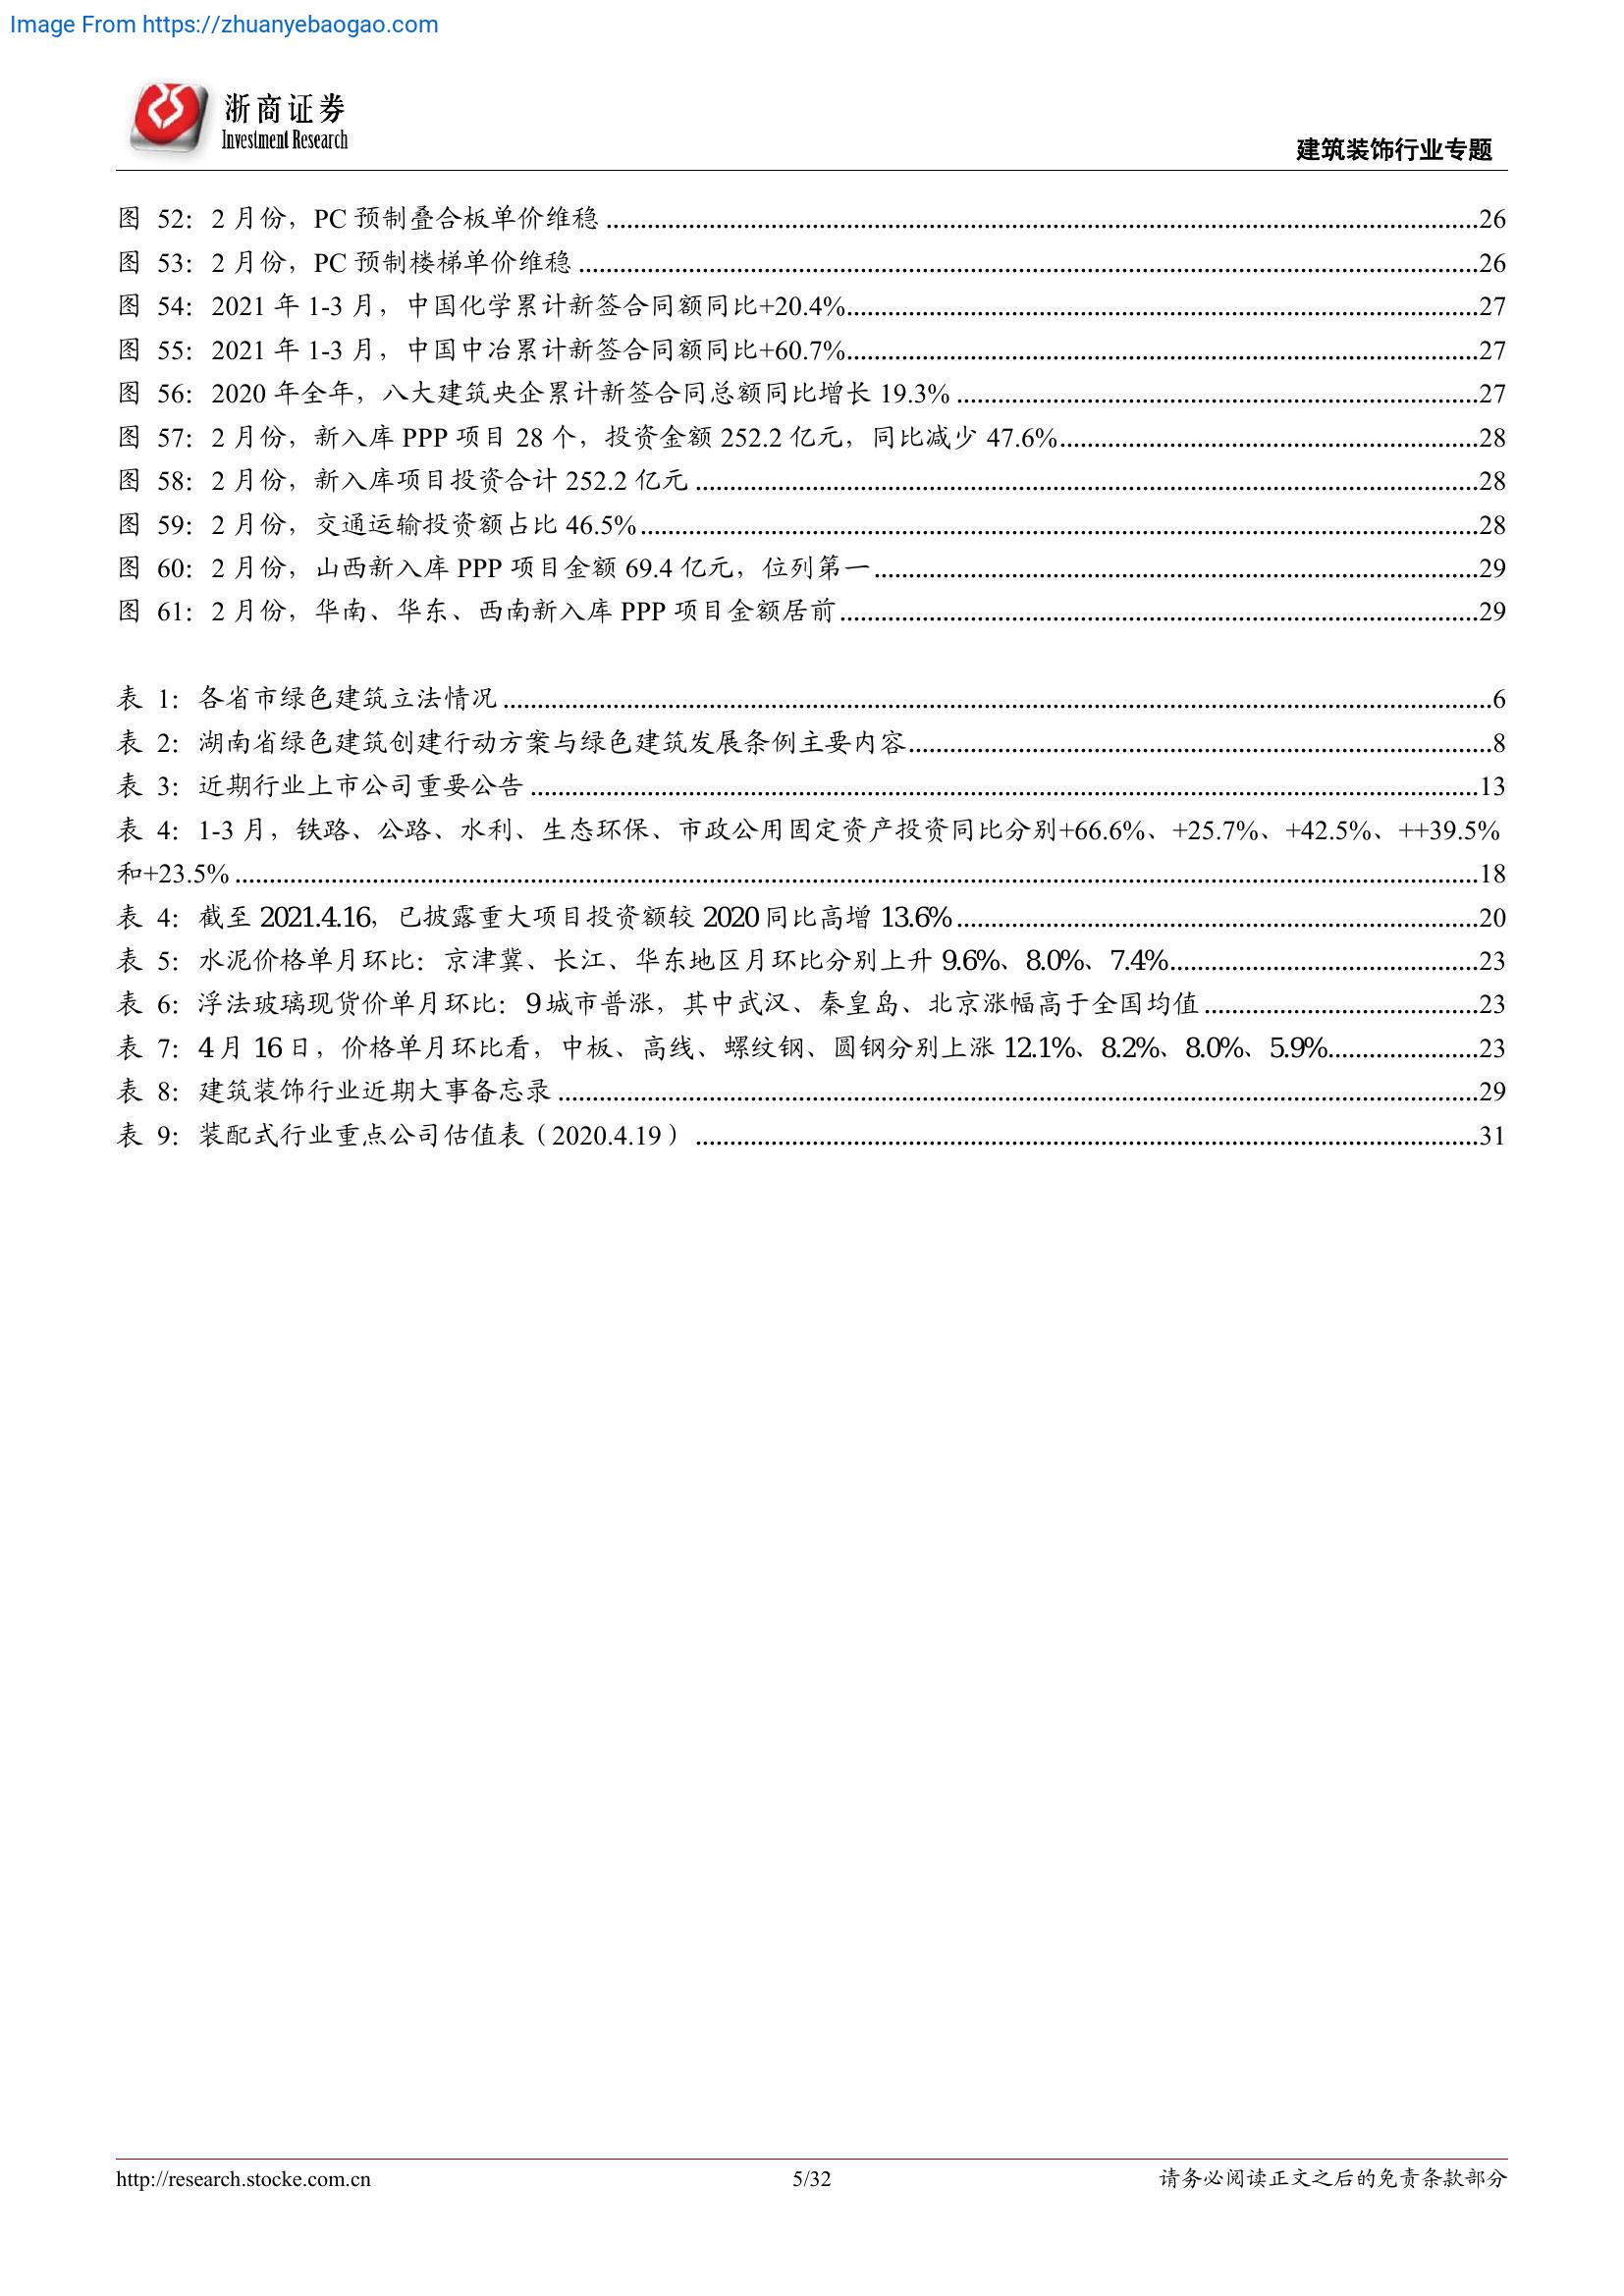 Image From https://zhuanyebaogao.com
浙商证券
Investment Research
建筑装饰行业专题
图 52：2 月份，PC 预制叠合板单价维稳 ........................................26
图 53：2 月份，PC 预制楼梯单价维稳 ........................................26
图 54：2021 年 1-3 月，中国化学累计新签合同额同比+20.4%........................................27
图 55：2021 年 1-3 月，中国中冶累计新签合同额同比+60.7%........................................27
图 56：2020 年全年，八大建筑央企累计新签合同总额同比增长 19.3% ........................................27
图 57：2 月份，新入库 PPP 项目 28 个，投资金额 252.2 亿元，同比减少 47.6%........................................28
图 58：2 月份，新入库项目投资合计 252.2 亿元 ........................................28
图 59：2 月份，交通运输投资额占比 46.5%........................................28
图 60：2 月份，山西新入库 PPP 项目金额 69.4 亿元，位列第一........................................29
图 61：2 月份，华南、华东、西南新入库 PPP 项目金额居前........................................29
表 1：各省市绿色建筑立法情况 ........................................6
表 2：湖南省绿色建筑创建行动方案与绿色建筑发展条例主要内容........................................8
表 3：近期行业上市公司重要公告 ........................................13
表 4：1-3 月，铁路、公路、水利、生态环保、市政公用固定资产投资同比分别+66.6%、+25.7%、+42.5%、++39.5%
和+23.5% ........................................18
表 4：截至 2021.4.16，已披露重大项目投资额较 2020 同比高增 13.6%........................................20
表 5：水泥价格单月环比：京津冀、长江、华东地区月环比分别上升 9.6%、8.0%、7.4%........................................23
表 6：浮法玻璃现货价单月环比：9 城市普涨，其中武汉、秦皇岛、北京涨幅高于全国均值........................................23
表 7：4 月 16 日，价格单月环比看，中板、高线、螺纹钢、圆钢分别上涨 12.1%、8.2%、8.0%、5.9%........................................23
表 8：建筑装饰行业近期大事备忘录 ........................................29
表 9：装配式行业重点公司估值表（2020.4.19） ........................................31
http://research.stocke.com.cn
5/32
请务必阅读正文之后的免责条款部分